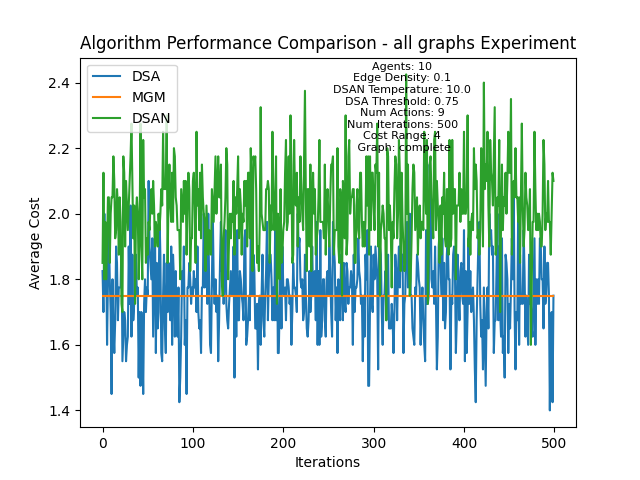 Algorithm Performance Comparison - all graphs Experiment
DSA
MGM
DSAN
Agents: 10
Edge Density: 0.1
DSAN Temperature: 10.0
DSA Threshold: 0.75
Num Actions: 9
Num Iterations: 500
Cost Range: 4
Graph: complete
Average Cost
2.4
2.2
2.0
1.8
1.6
1.4
0
100
200
300
400
500
Iterations